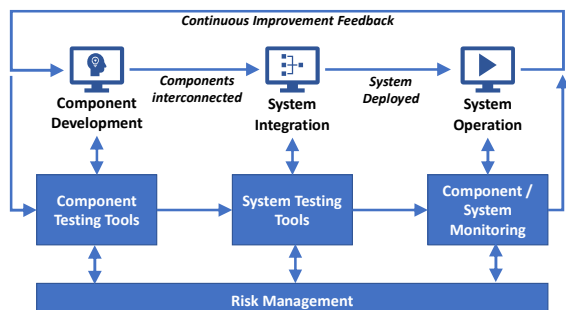 Continuous Improvement Feedback
Components
interconnected
System
Deployed
Component
Development
System
Integration
System
Operation
Component
Testing Tools
System Testing
Tools
Component /
System
Monitoring
Risk Management